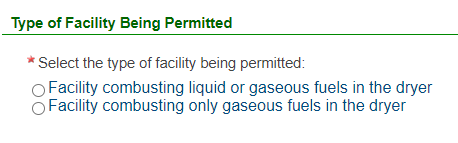 Type of Facility Being Permitted
* Select the type of facility being permitted:
Facility combusting liquid or gaseous fuels in the dryer
Facility combusting only gaseous fuels in the dryer